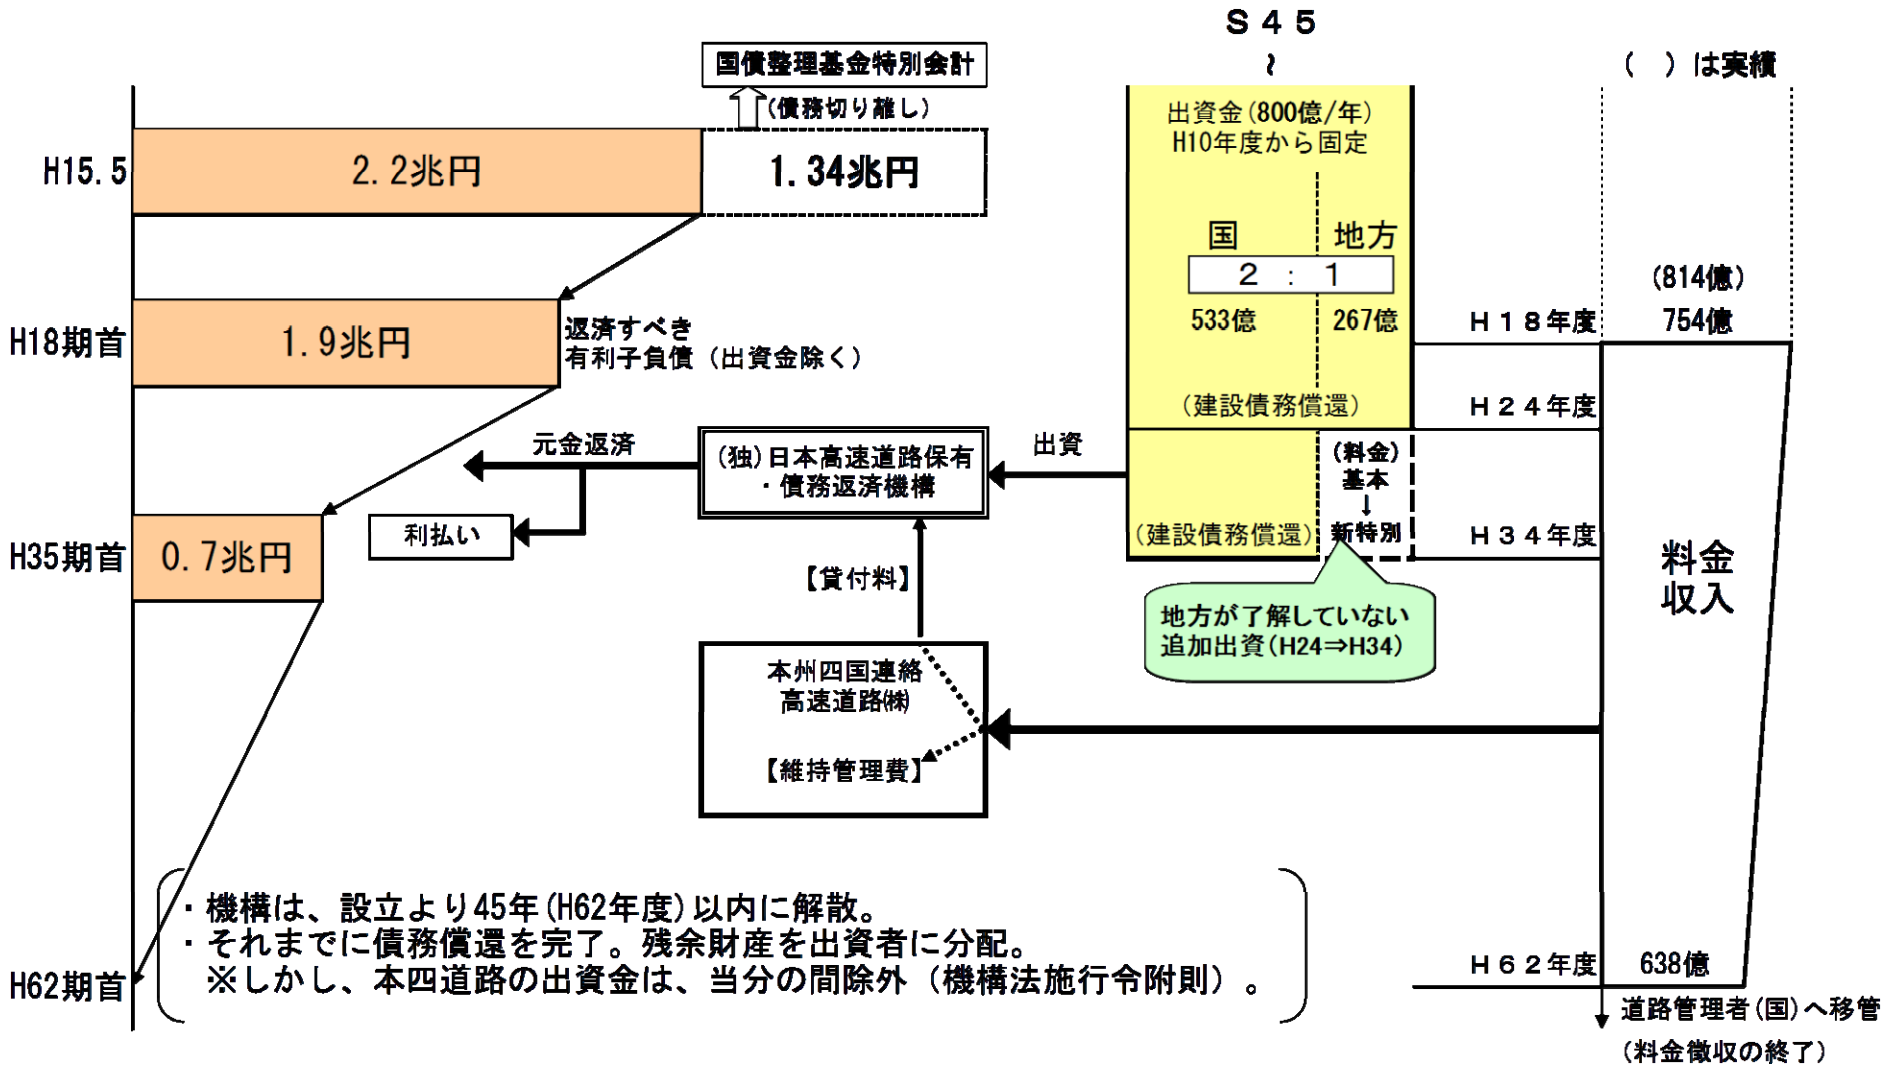 S45
～
(　)は実績
国債整理基金特別会計
(債務切り離し)
H15.5
2.2兆円
1.34兆円
出資金(800億/年)
H10年度から固定
国
地方
2 : 1
533億
267億
(建設債務償還)
H18期首
1.9兆円
返済すべき
有利子負債(出資金除く)
(814億)
754億
H18年度
H24年度
元金返済
利払い
(独)日本高速道路保有
・債務返済機構
出資
(料金)
基本
↓
新特別
(建設債務償還)
H34年度
H35期首
0.7兆円
【貸付料】
地方が了解していない
追加出資(H24⇒H34)
料金
収入
本州四国連絡
高速道路㈱
【維持管理費】
・機構は、設立より45年(H62年度)以内に解散。
・それまでに債務償還を完了。残余財産を出資者に分配。
※しかし、本四道路の出資金は、当分の間除外(機構法施行令附則)。
H62期首
H62年度
638億
道路管理者(国)へ移管
(料金徴収の終了)